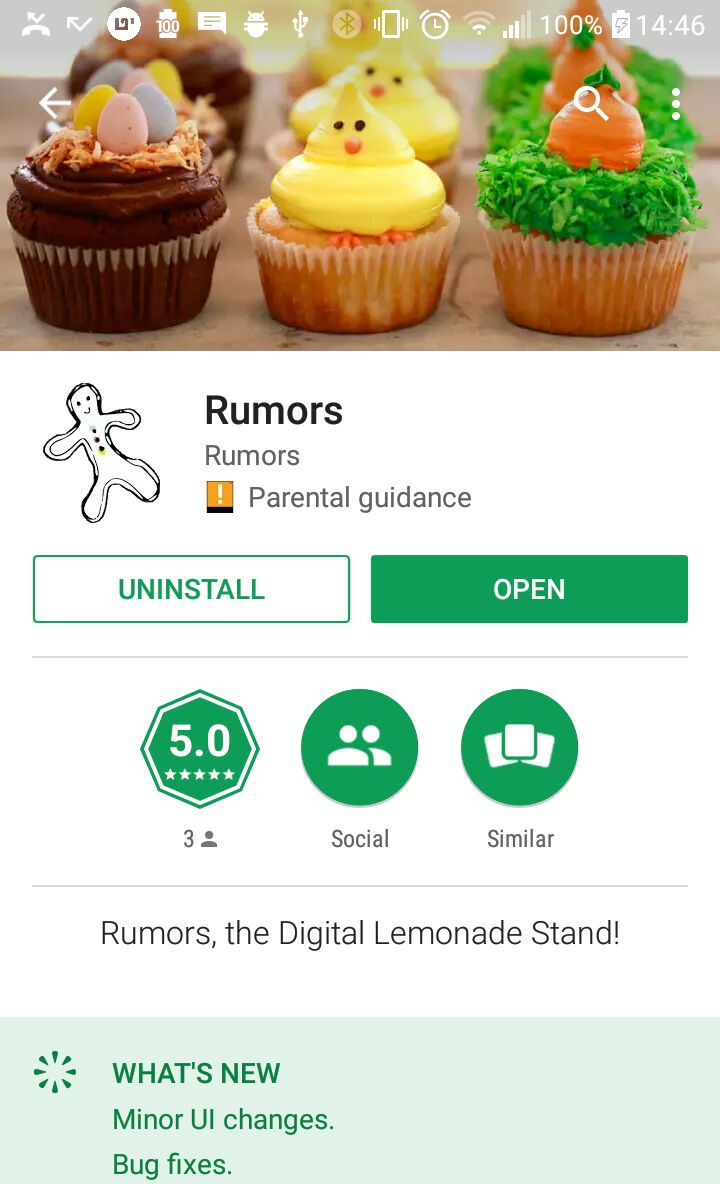 100 100% 14:46
Rumors
Rumors
! Parental guidance
UNINSTALL OPEN
5.0
3 Social Similar
Rumors, the Digital Lemonade Stand!
WHAT'S NEW
Minor UI changes.
Bug fixes.